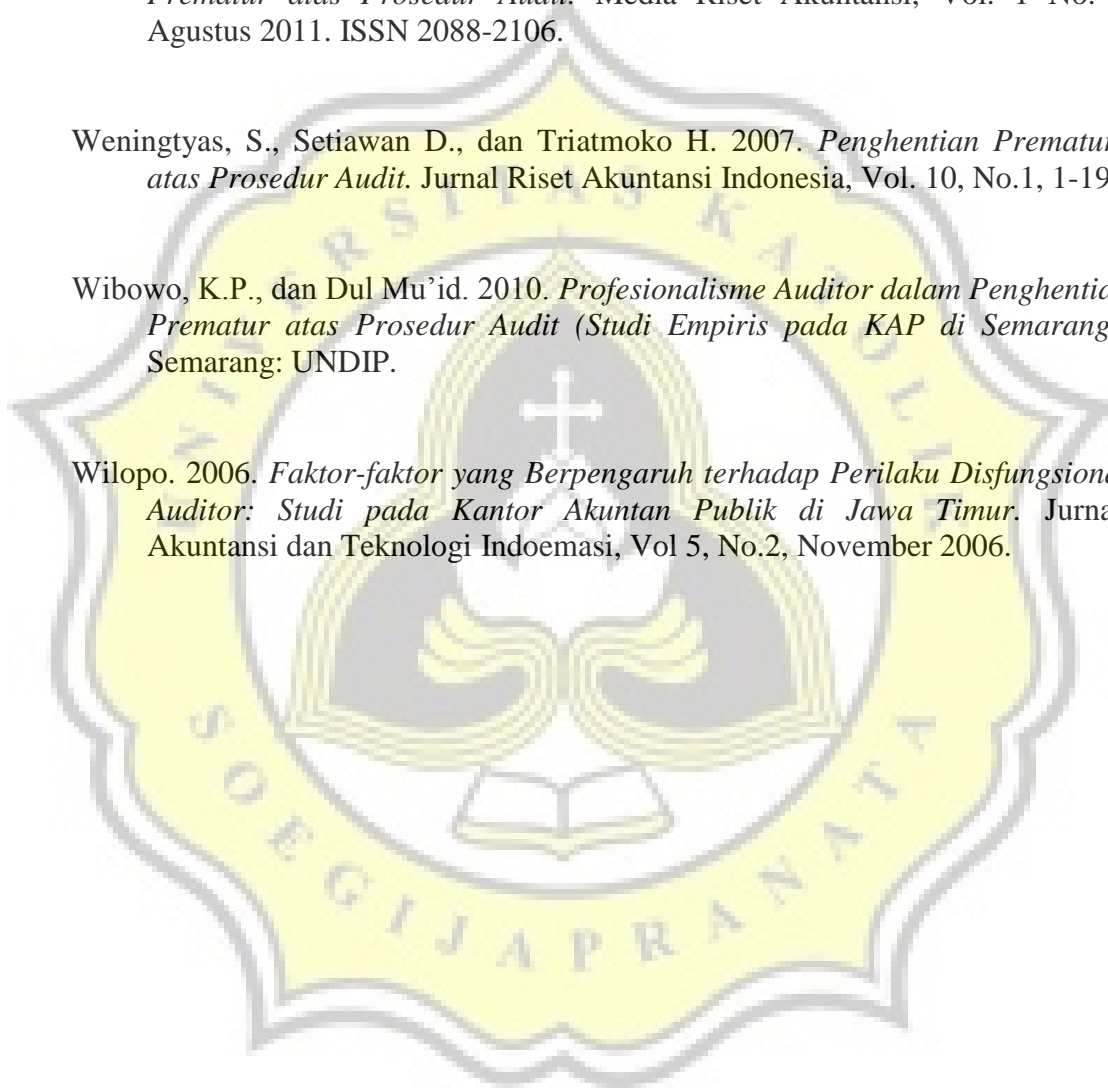 Prematur atas Prosedur Audit. Media Riset Akuntansi, Vol. 1 No.
Agustus 2011. ISSN 2088-2106.
Weningtyas, S., Setiawan D., dan Triatmoko H. 2007. Penghentian Prematur
atas Prosedur Audit. Jurnal Riset Akuntansi Indonesia, Vol. 10, No.1, 1-19
Wibowo, K.P., dan Dul Mu’id. 2010. Profesionalisme Auditor dalam Penghentia
Prematur atas Prosedur Audit (Studi Empiris pada KAP di Semarang
Semarang: UNDIP.
Wilopo. 2006. Faktor-faktor yang Berpengaruh terhadap Perilaku Disfungsiona
Auditor: Studi pada Kantor Akuntan Publik di Jawa Timur. Jurna
Akuntansi dan Teknologi Indoemasi, Vol 5, No.2, November 2006.
UNIVERSITAS KATOLIK
SOEGIJAPRANATA